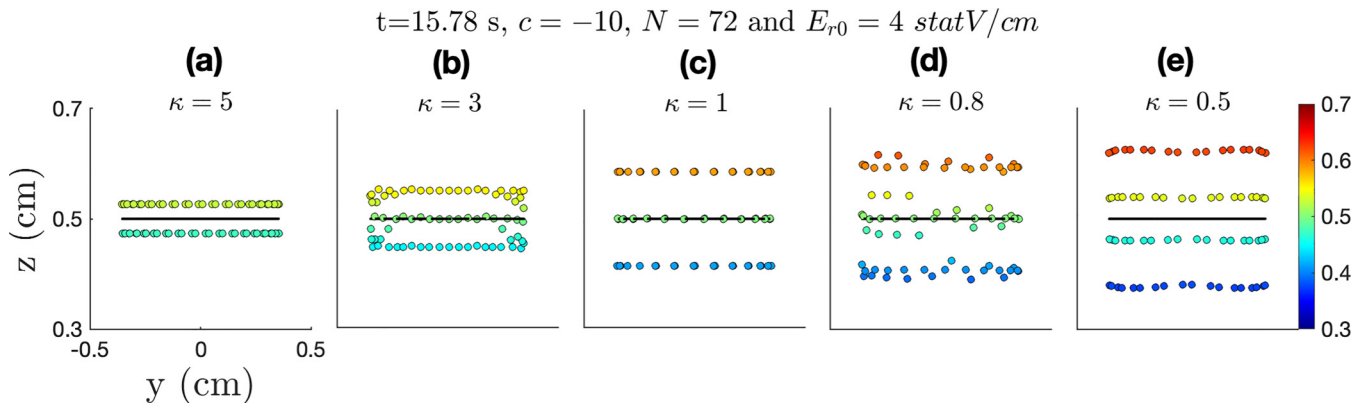 t=15.78 s, c = −10, N = 72 and E_{r0} = 4 statV/cm
(a) (b) (c) (d) (e)
κ = 5 κ = 3 κ = 1 κ = 0.8 κ = 0.5
0.7 0.7
0.6
z (cm) 0.5 0.5
0.4
0.3 0.3
-0.5 0 0.5
y (cm)